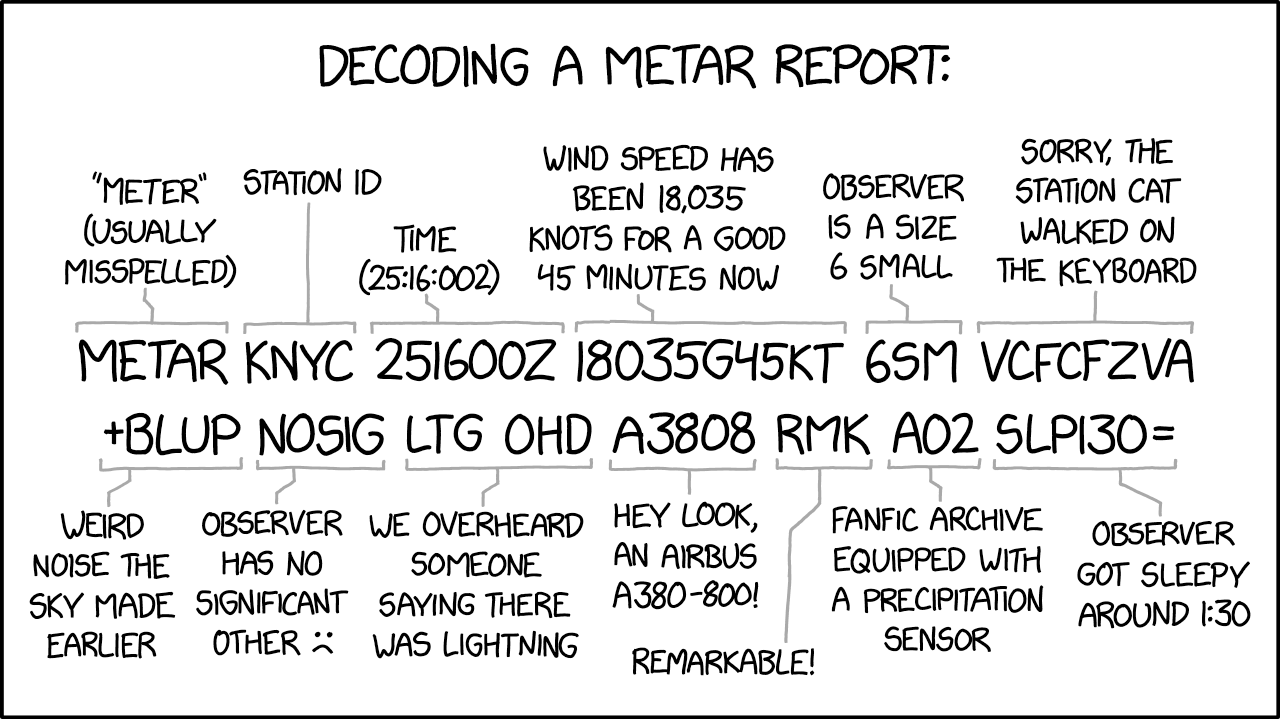 DECODING A METAR REPORT:
"METER"
(USUALLY
MISSPELLED)
STATION ID
TIME
(25:16:00Z)
WIND SPEED HAS
BEEN 18,035
KNOTS FOR A GOOD
45 MINUTES NOW
OBSERVER
IS A SIZE
6 SMALL
SORRY, THE
STATION CAT
WALKED ON
THE KEYBOARD
METAR KNYC 251600Z 18035G45KT 6SM VCFCFZVA
+BLUP NOSIG LTG OHD A3808 RMK AO2 SLP130=
WEIRD
NOISE THE
SKY MADE
EARLIER
OBSERVER
HAS NO
SIGNIFICANT
OTHER :(
WE OVERHEARD
SOMEONE
SAYING THERE
WAS LIGHTNING
HEY LOOK,
AN AIRBUS
A380-800!
REMARKABLE!
FANFIC ARCHIVE
EQUIPPED WITH
A PRECIPITATION
SENSOR
OBSERVER
GOT SLEEPY
AROUND 1:30